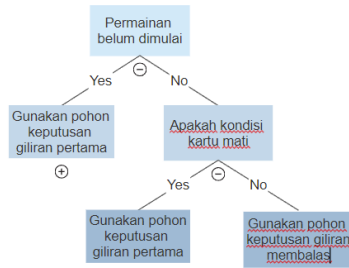 Permainan
belum dimulai
Yes
No
Gunakan pohon
keputusan
giliran pertama
Apakah kondisi
kartu mati
Yes
No
Gunakan pohon
keputusan
giliran pertama
Gunakan pohon
keputusan giliran
membalas